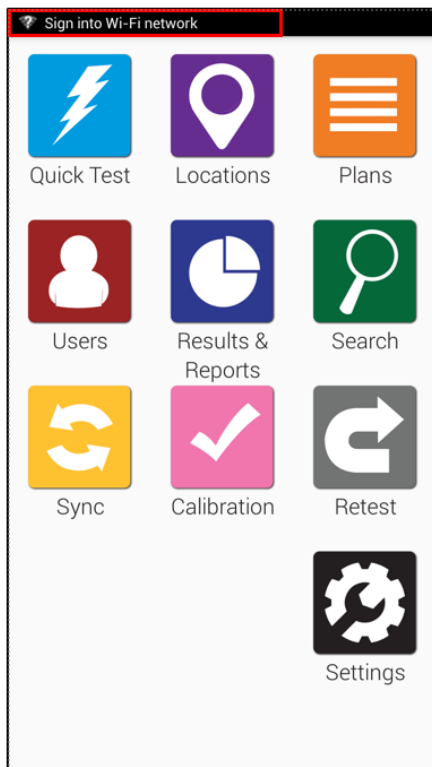 Sign into Wi-Fi network
Quick Test
Locations
Plans
Users
Results &
Reports
Search
Sync
Calibration
Retest
Settings